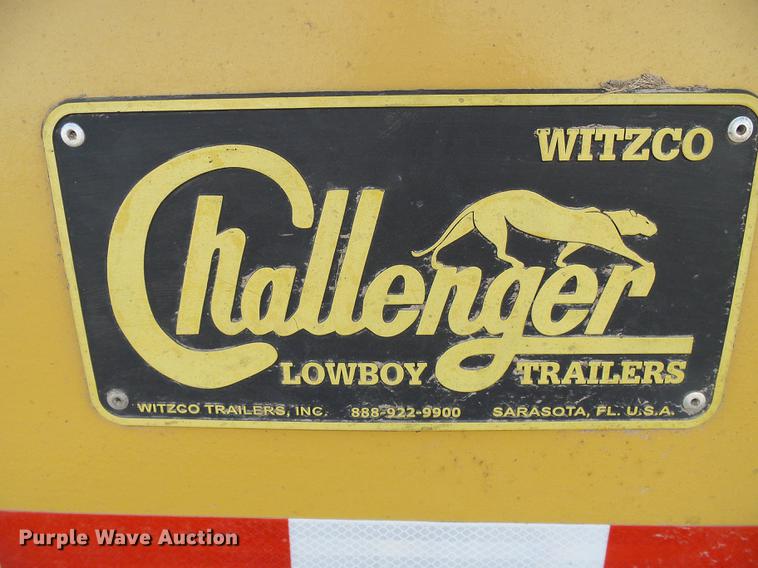 WITZCO
Challenger
LOWBOY TRAILERS
WITZCO TRAILERS, INC. 888-922-9900 SARASOTA, FL. U.S.A.
Purple Wave Auction